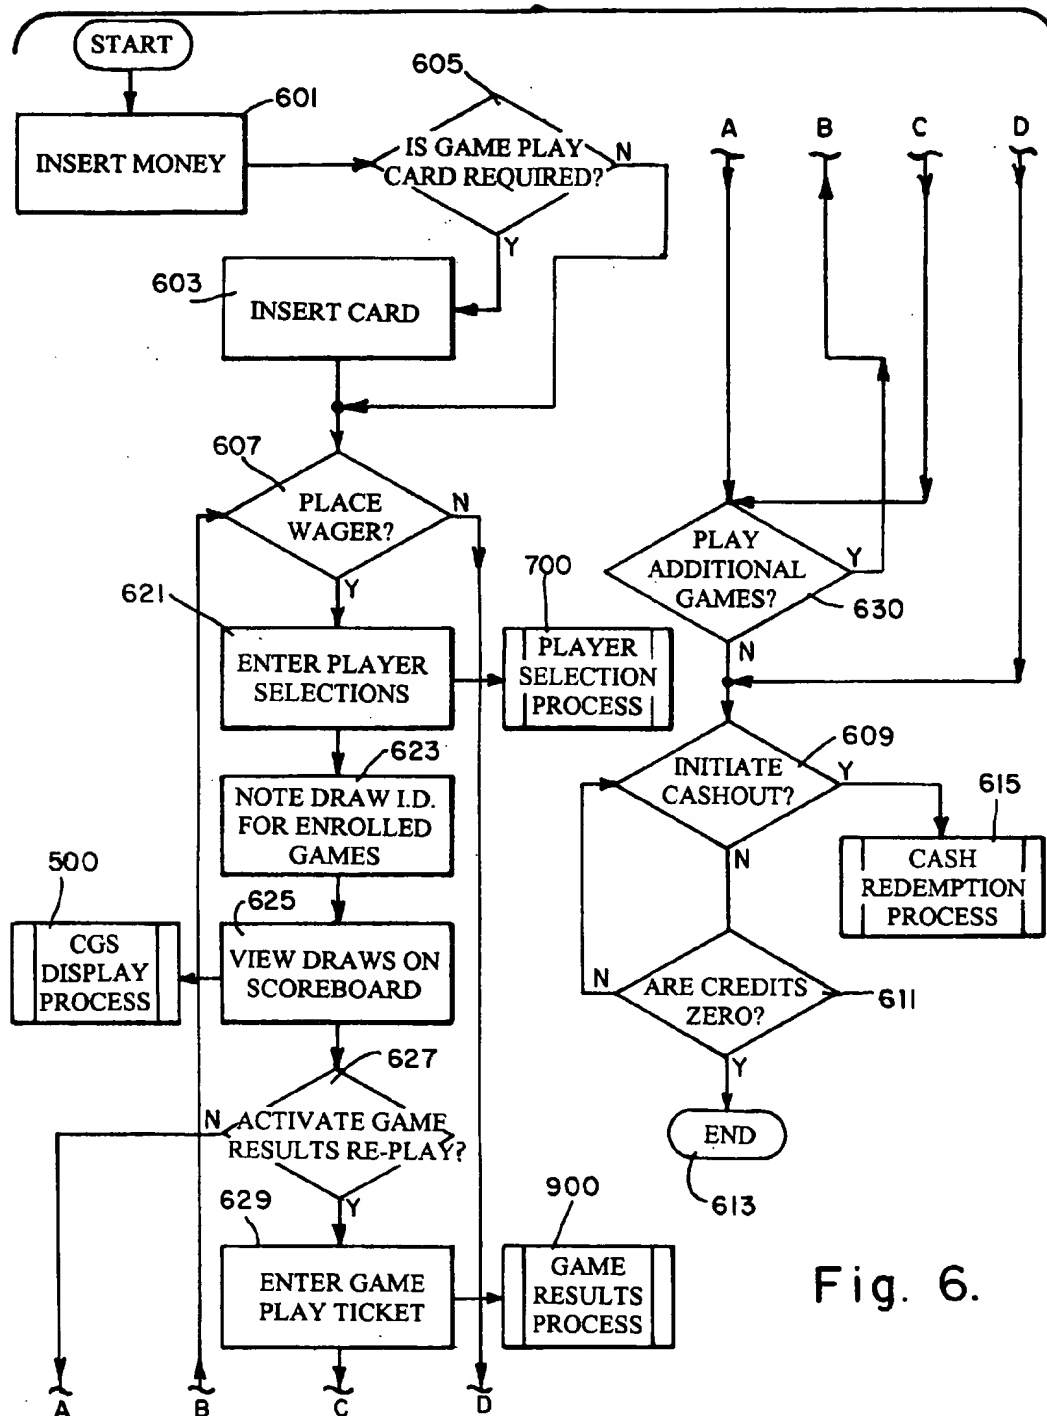 START
601
INSERT MONEY
605
IS GAME PLAY
CARD REQUIRED?
N
Y
603
INSERT CARD
607
PLACE
WAGER?
N
Y
621
ENTER PLAYER
SELECTIONS
700
PLAYER
SELECTION
PROCESS
623
NOTE DRAW I.D.
FOR ENROLLED
GAMES
500
CGS
DISPLAY
PROCESS
625
VIEW DRAWS ON
SCOREBOARD
627
N
ACTIVATE GAME
RESULTS RE-PLAY?
Y
629
ENTER GAME
PLAY TICKET
900
GAME
RESULTS
PROCESS
A
B
C
D
A
B
C
D
PLAY
ADDITIONAL
GAMES?
Y
630
N
609
INITIATE
CASHOUT?
Y
N
615
CASH
REDEMPTION
PROCESS
N
ARE CREDITS
ZERO?
611
Y
END
613
Fig. 6.